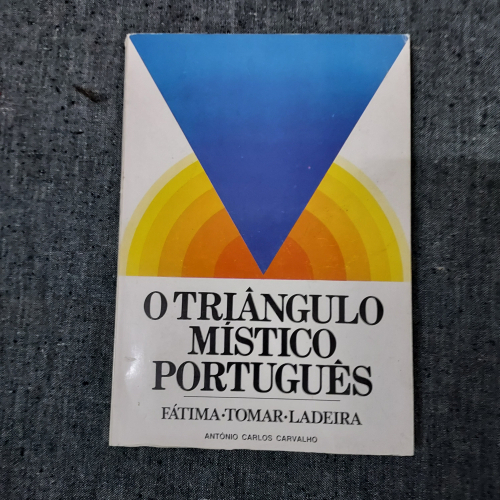 O TRIÂNGULO
MÍSTICO
PORTUGUÊS
FÁTIMA·TOMAR·LADEIRA
ANTÓNIO CARLOS CARVALHO